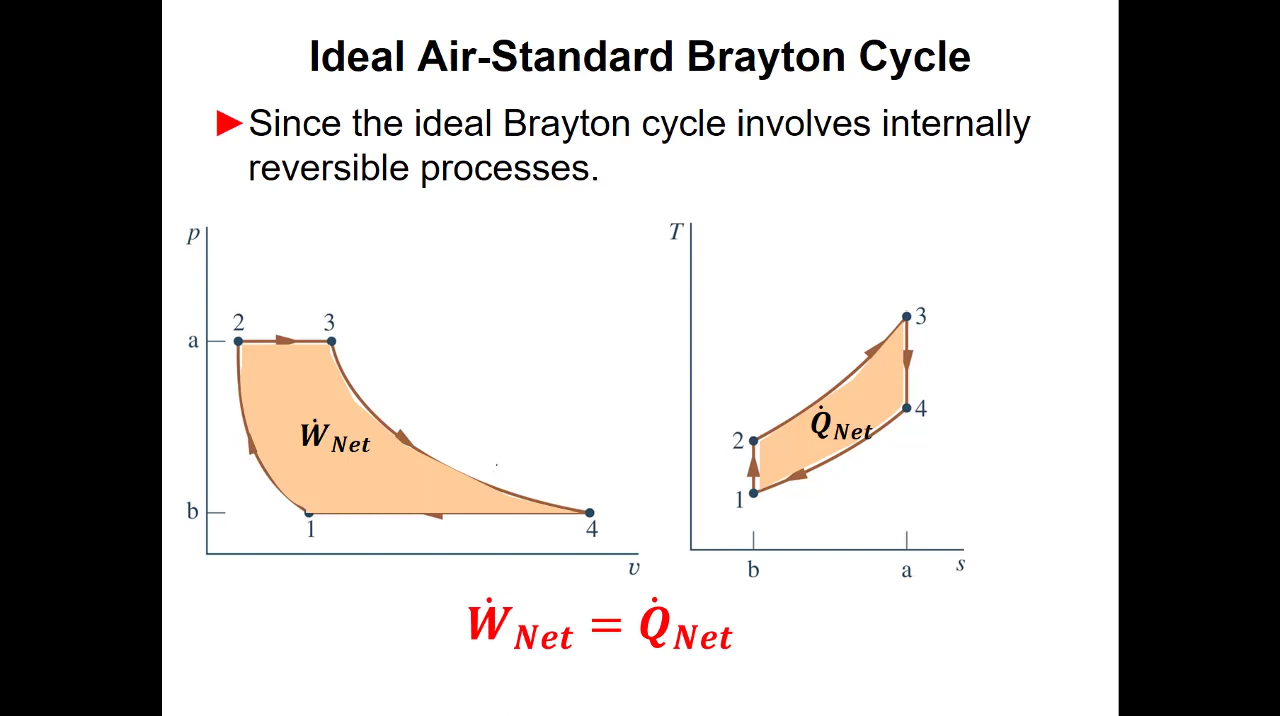 Ideal Air-Standard Brayton Cycle
►Since the ideal Brayton cycle involves internally
reversible processes.
p
a
2
3
Ẇ_Net
b
1
4
v
T
3
4
Q̇_Net
2
1
b
a
s
Ẇ_Net = Q̇_Net